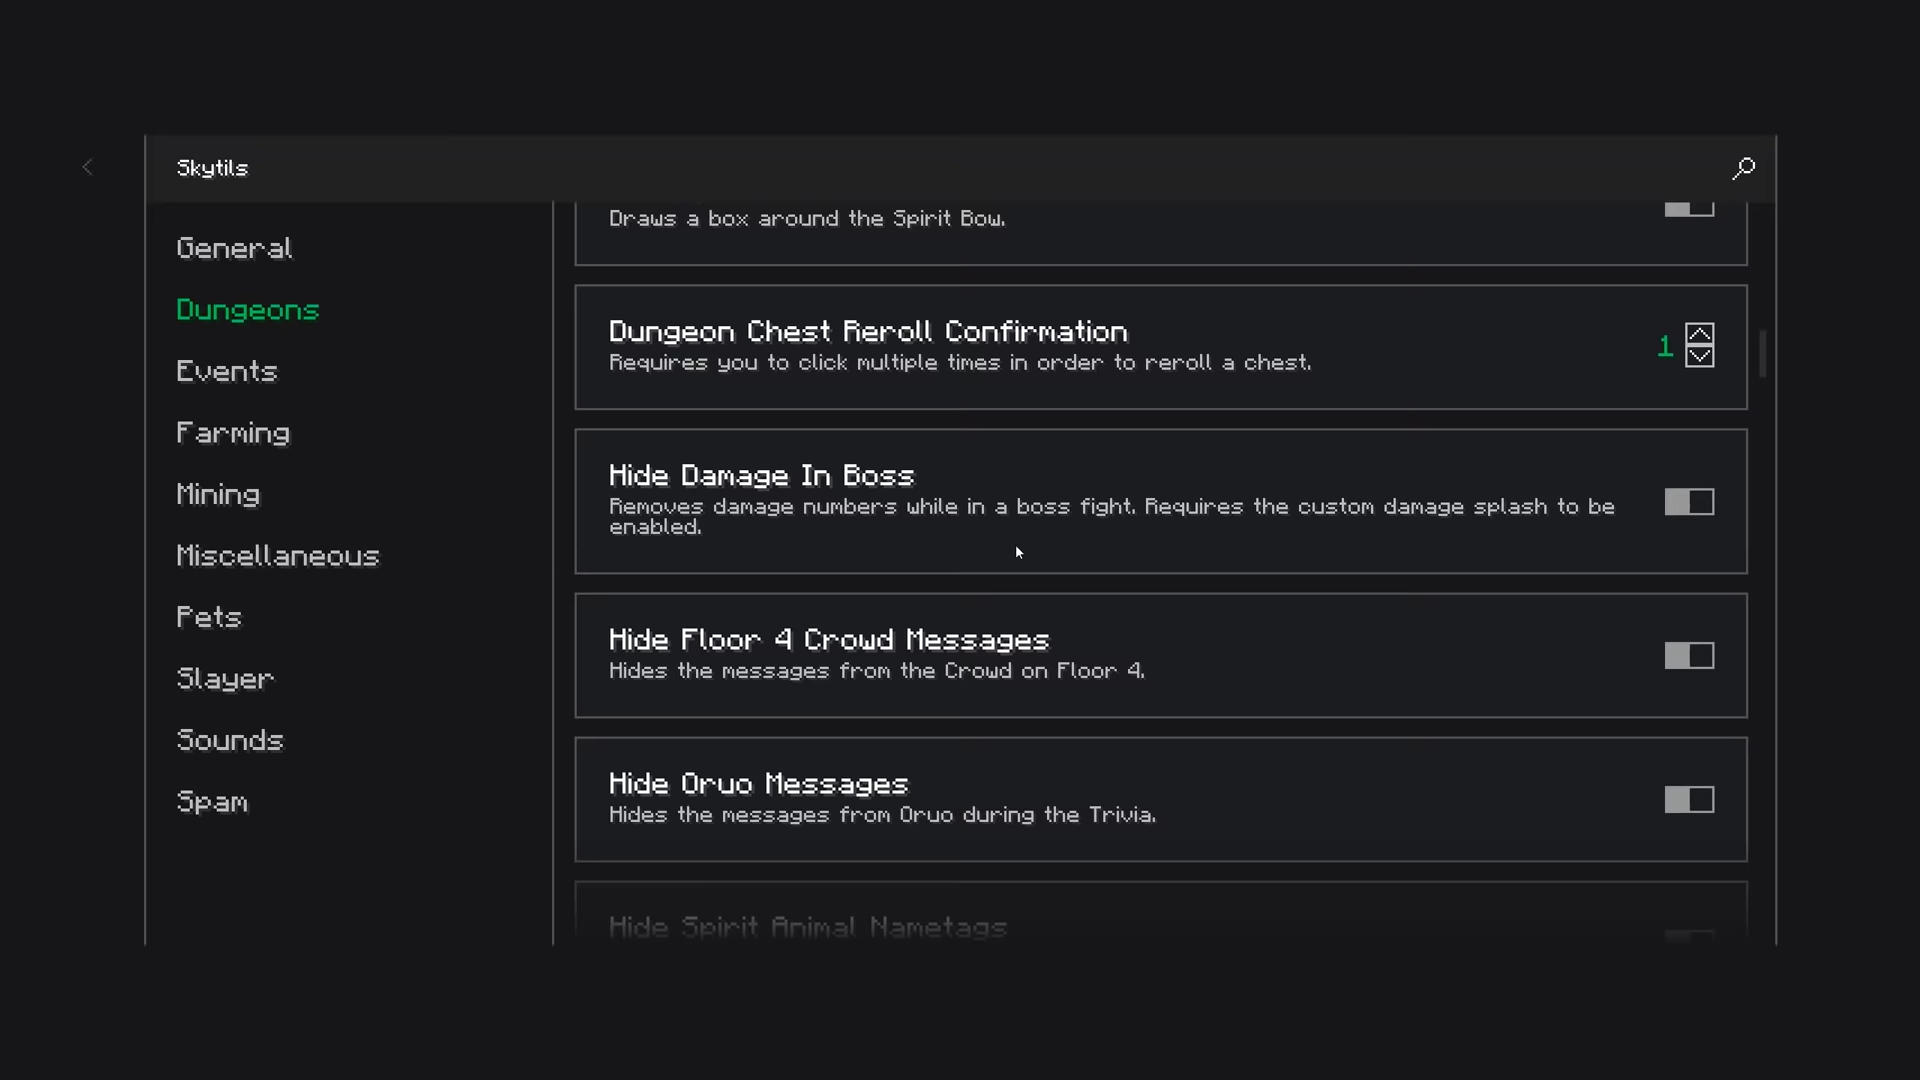 Skytils
General
Dungeons
Events
Farming
Mining
Miscellaneous
Pets
Slayer
Sounds
Spam
Draws a box around the Spirit Bow.
Dungeon Chest Reroll Confirmation
Requires you to click multiple times in order to reroll a chest.
1
Hide Damage In Boss
Removes damage numbers while in a boss fight. Requires the custom damage splash to be
enabled.
Hide Floor 4 Crowd Messages
Hides the messages from the Crowd on Floor 4.
Hide Oruo Messages
Hides the messages from Oruo during the Trivia.
Hide Spirit Animal Nametags